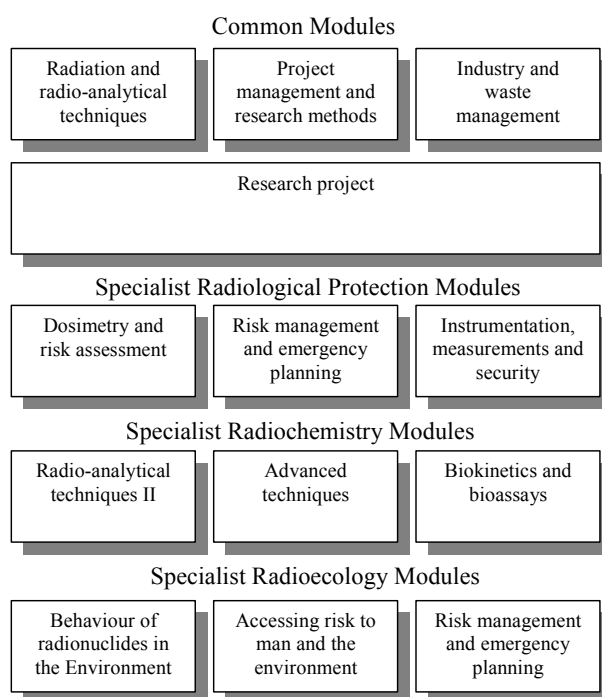 Common Modules
Radiation and
radio-analytical
techniques
Project
management and
research methods
Industry and
waste
management
Research project
Specialist Radiological Protection Modules
Dosimetry and
risk assessment
Risk management
and emergency
planning
Instrumentation,
measurements and
security
Specialist Radiochemistry Modules
Radio-analytical
techniques II
Advanced
techniques
Biokinetics and
bioassays
Specialist Radioecology Modules
Behaviour of
radionuclides in
the Environment
Accessing risk to
man and the
environment
Risk management
and emergency
planning